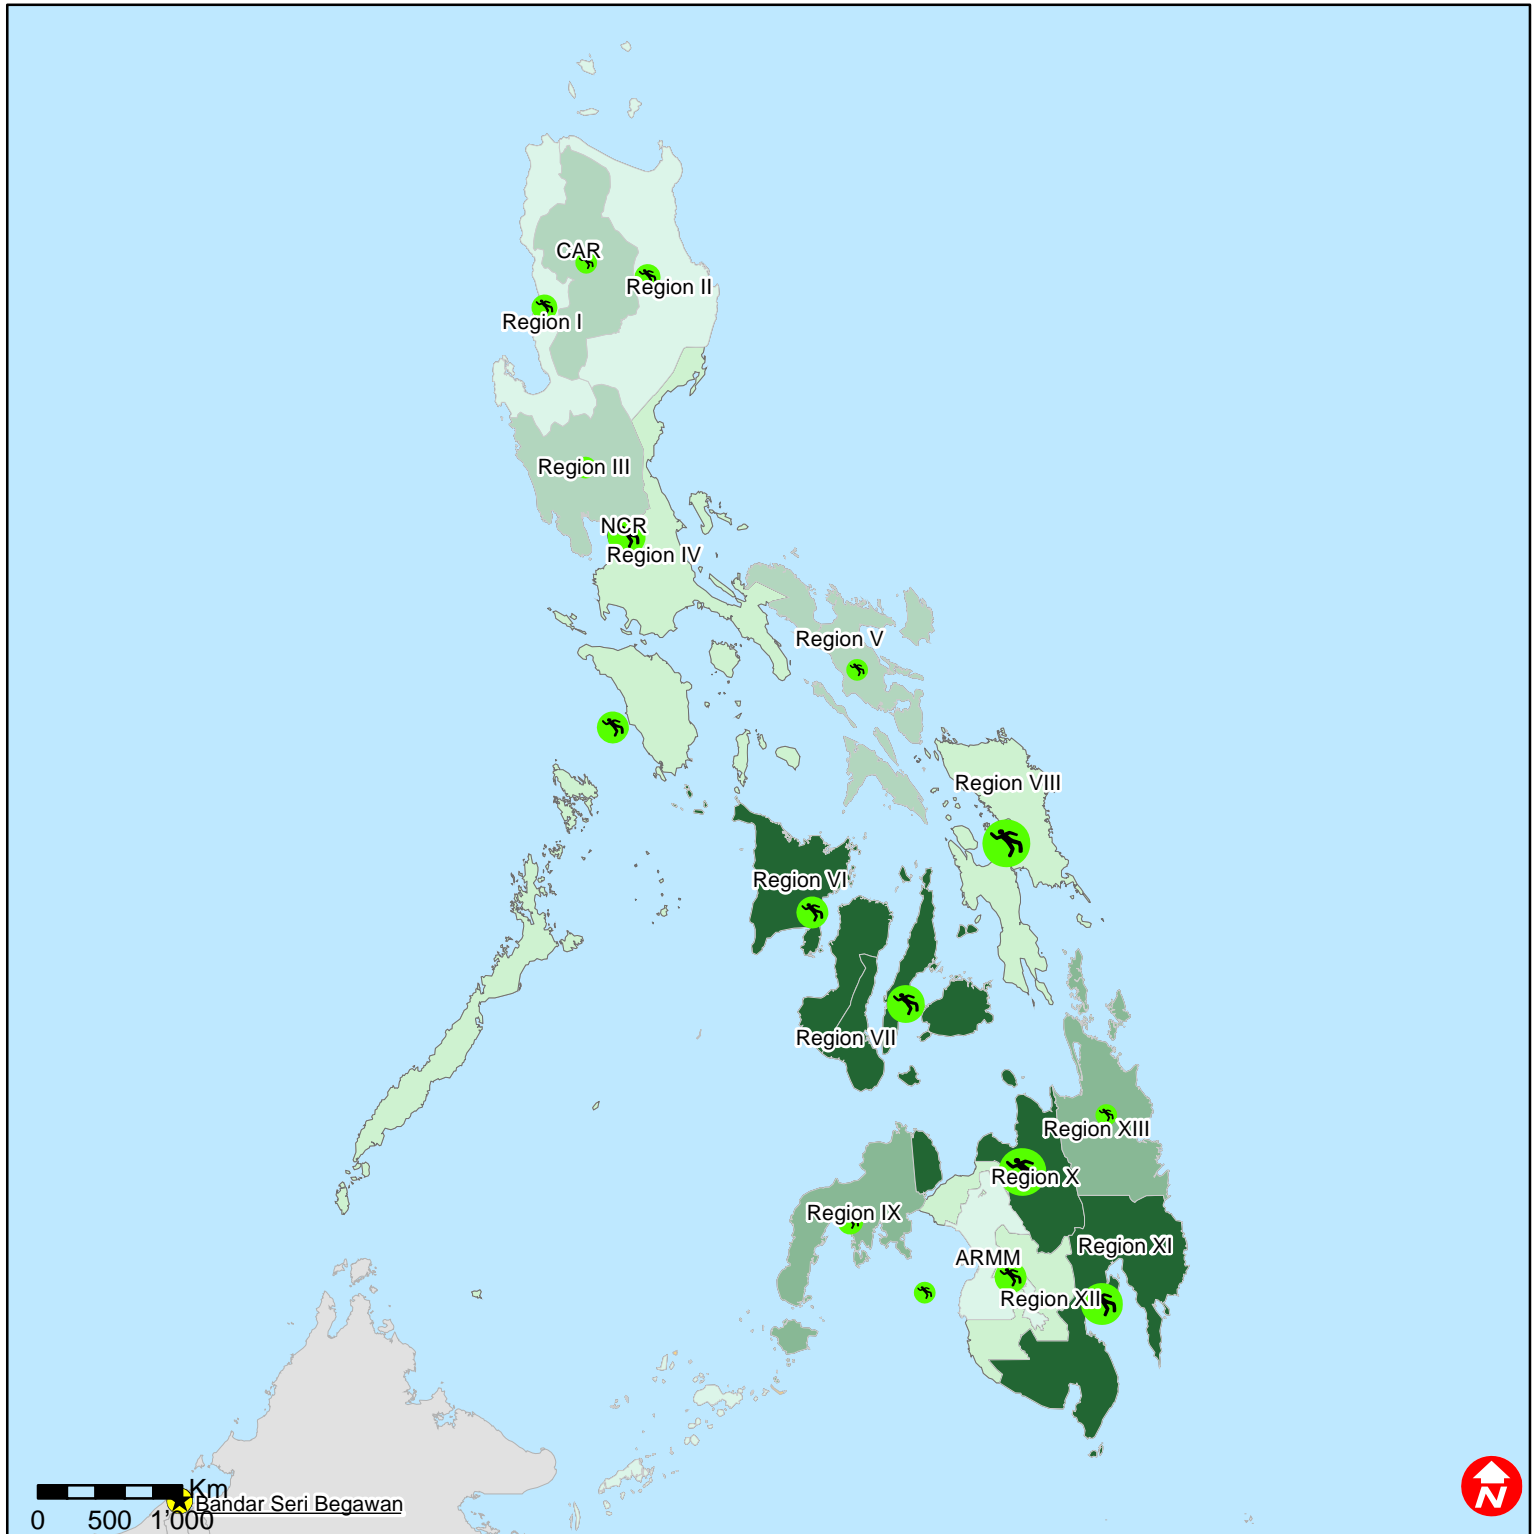 CAR
Region II
Region I
Region III
NCR
Region IV
Region V
Region VIII
Region VI
Region VII
Region XIII
Region X
Region IX
Region XI
ARMM
Region XII
Km
Bandar Seri Begawan
0 500 1'000
N